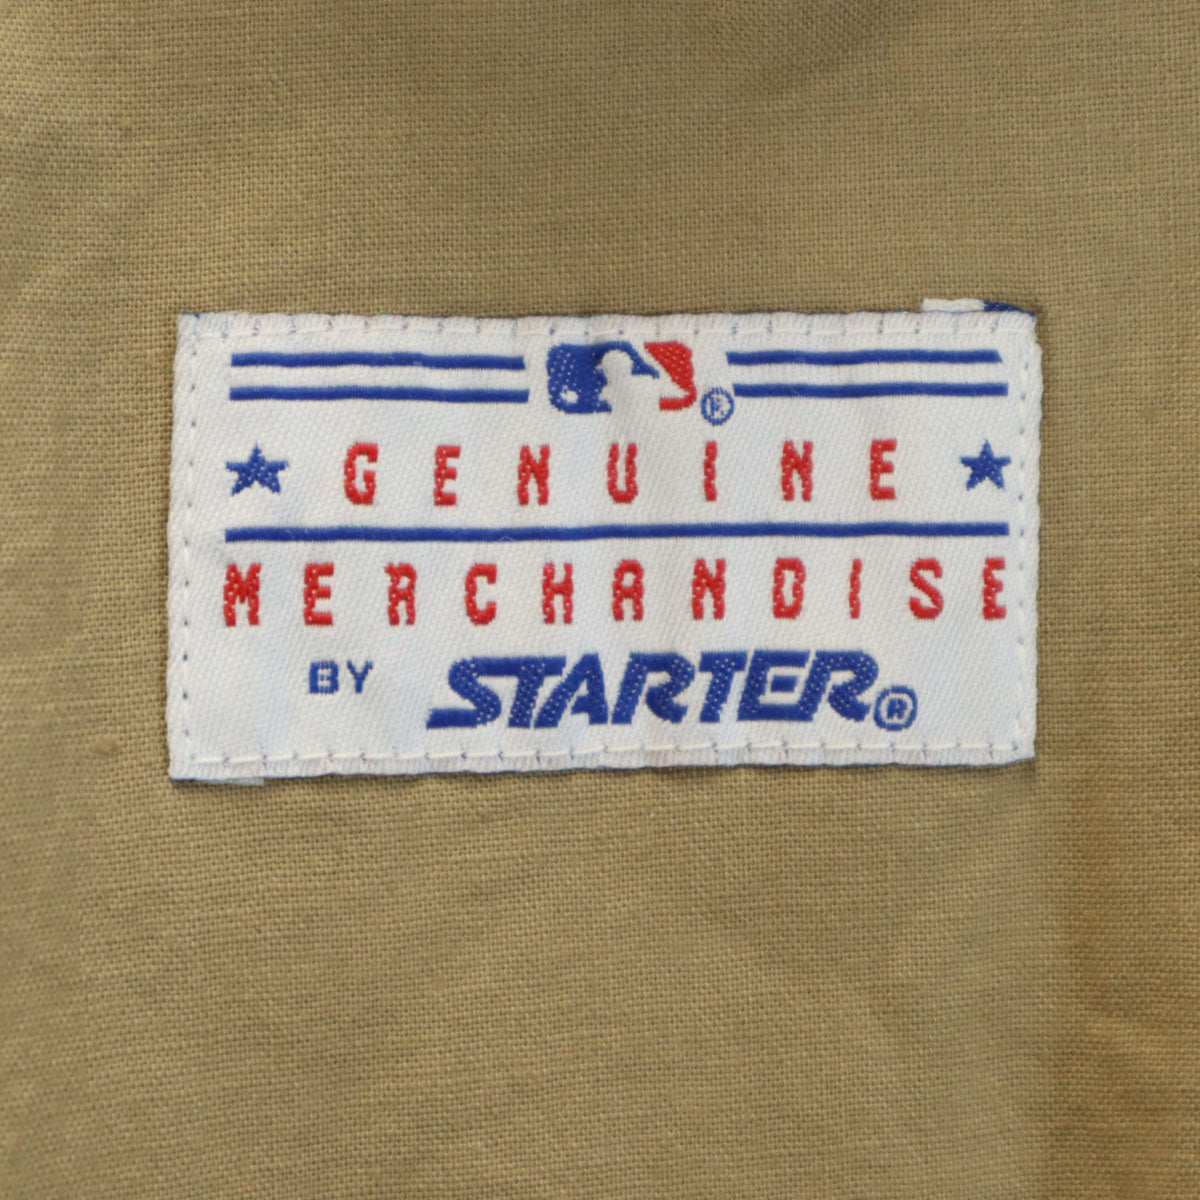 ®
GENUINE
MERCHANDISE
BY STARTER®